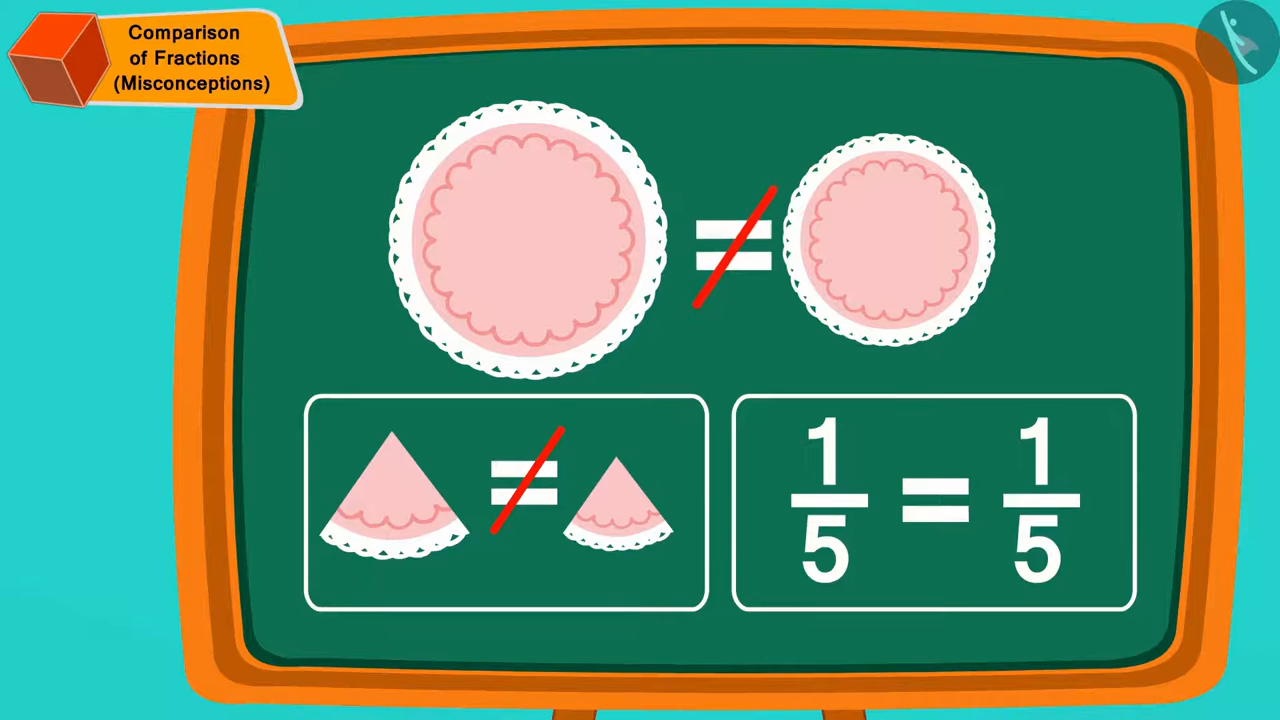 Comparison
of Fractions
(Misconceptions)
≠
≠
1/5 = 1/5